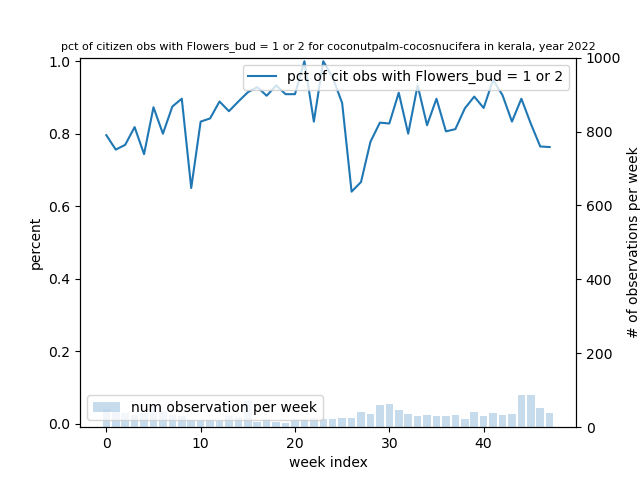 pct of citizen obs with Flowers_bud = 1 or 2 for coconutpalm-cocosnucifera in kerala, year 2022
pct of cit obs with Flowers_bud = 1 or 2
1.0
0.8
0.6
0.4
0.2
0.0
percent
1000
800
600
400
200
0
# of observations per week
num observation per week
0
10
20
30
40
week index